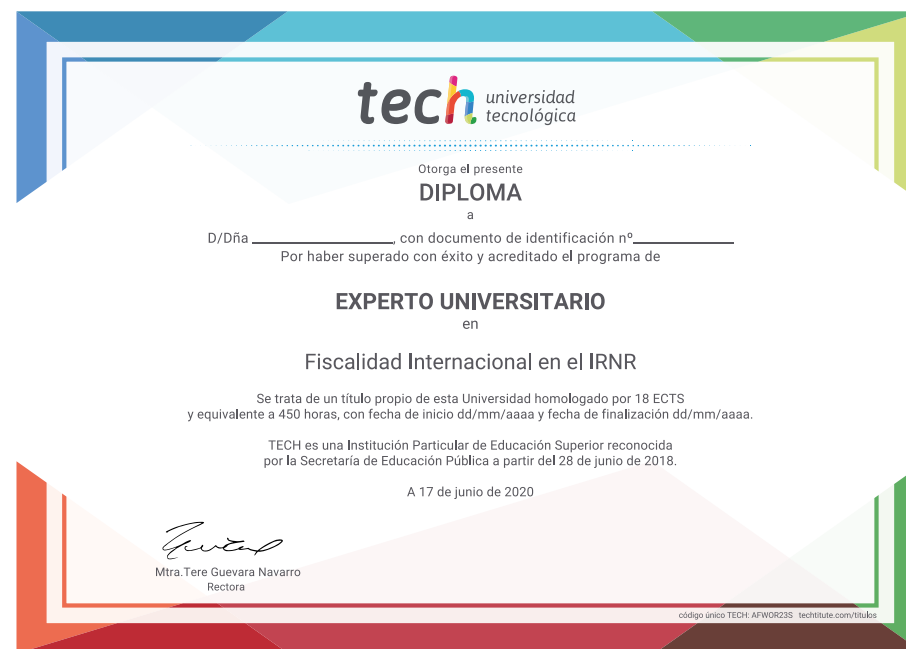 tech universidad
tecnológica
Otorga el presente
DIPLOMA
a
D/Dña ____________________, con documento de identificación nº______________
Por haber superado con éxito y acreditado el programa de
EXPERTO UNIVERSITARIO
en
Fiscalidad Internacional en el IRNR
Se trata de un título propio de esta Universidad homologado por 18 ECTS
y equivalente a 450 horas, con fecha de inicio dd/mm/aaaa y fecha de finalización dd/mm/aaaa.
TECH es una Institución Particular de Educación Superior reconocida
por la Secretaría de Educación Pública a partir del 28 de junio de 2018.
A 17 de junio de 2020
Mtra.Tere Guevara Navarro
Rectora
código único TECH: AFWOR23S techtitute.com/titulos